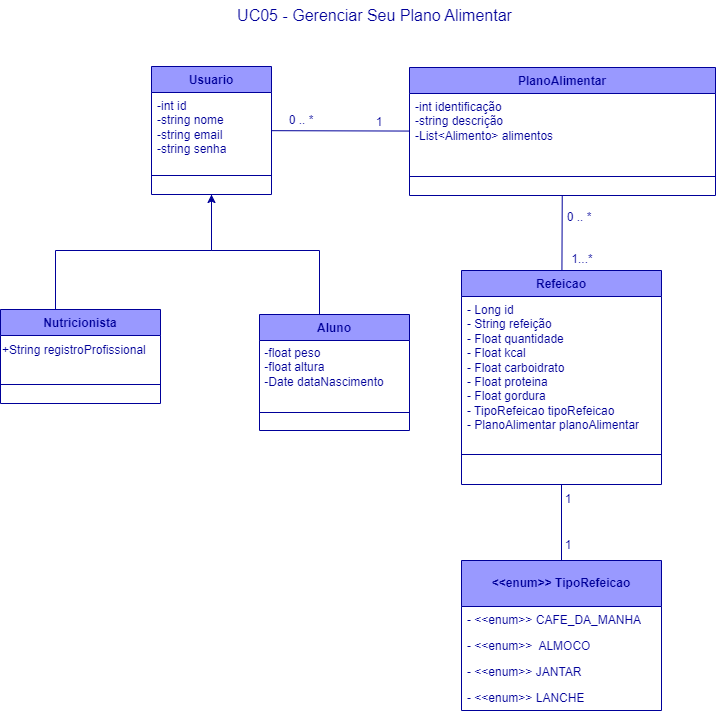 UC05 - Gerenciar Seu Plano Alimentar
Usuario
-int id
-string nome
-string email
-string senha
0 .. *
1
PlanoAlimentar
-int identificação
-string descrição
-List<Alimento> alimentos
0 .. *
1...*
Nutricionista
+String registroProfissional
Aluno
-float peso
-float altura
-Date dataNascimento
Refeicao
- Long id
- String refeição
- Float quantidade
- Float kcal
- Float carboidrato
- Float proteina
- Float gordura
- TipoRefeicao tipoRefeicao
- PlanoAlimentar planoAlimentar
1
1
<<enum>> TipoRefeicao
- <<enum>> CAFE_DA_MANHA
- <<enum>> ALMOCO
- <<enum>> JANTAR
- <<enum>> LANCHE